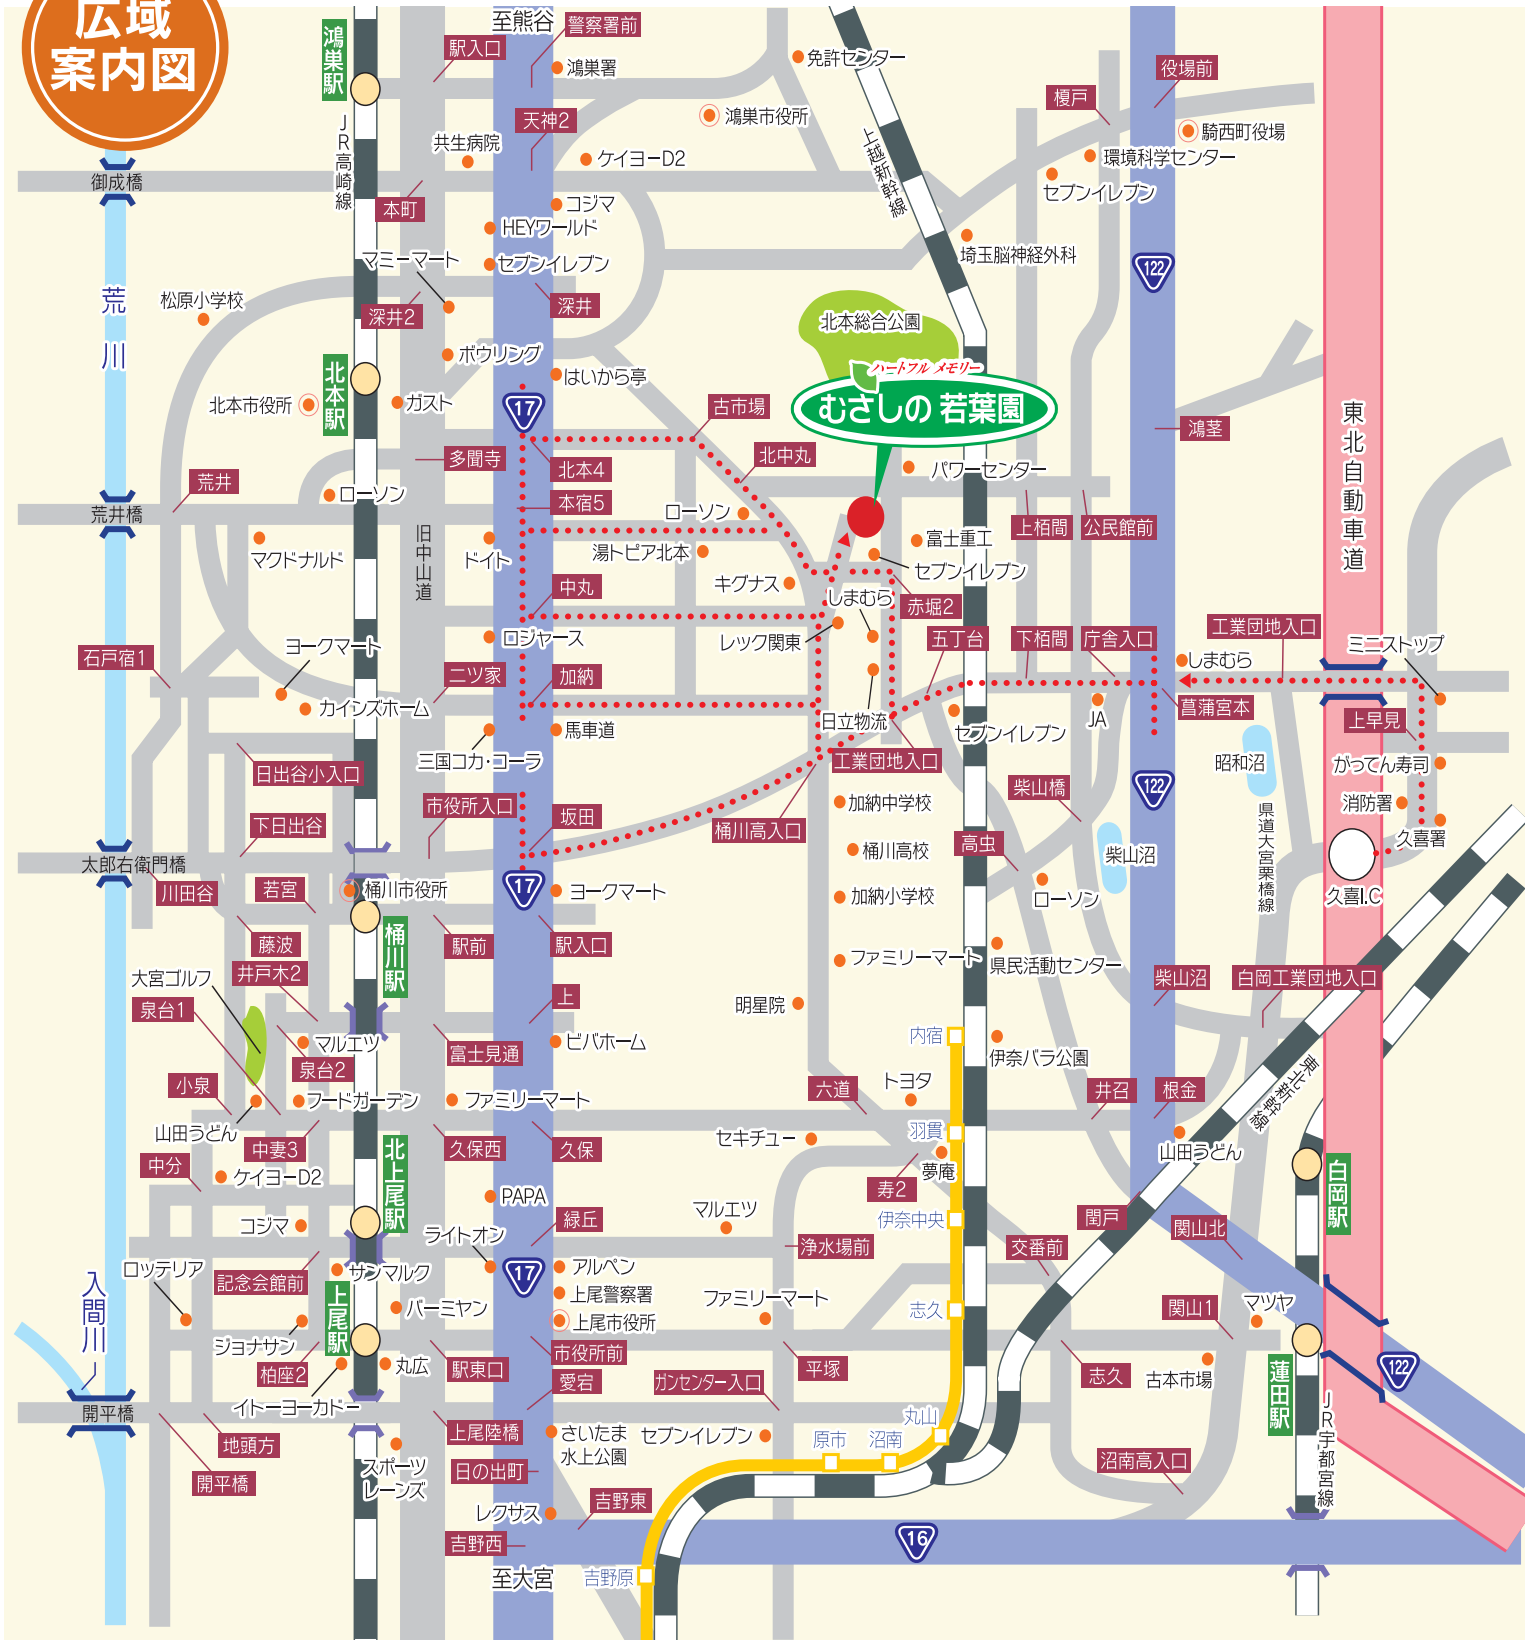 広域
案内図
至熊谷
警察署前
駅入口
鴻巣駅
鴻巣署
免許センター
役場前
榎戸
鴻巣市役所
天神2
騎西町役場
JR高崎線
共生病院
ケイヨーD2
上越新幹線
環境科学センター
セブンイレブン
御成橋
本町
コジマ
HEYワールド
埼玉脳神経外科
マミーマート
セブンイレブン
122
荒川
松原小学校
深井2
深井
北本総合公園
ボウリング
はいから亭
ハートフル メモリー
むさしの 若葉園
北本駅
北本市役所
ガスト
17
古市場
東北自動車道
鴻茎
多聞寺
北本4
北中丸
パワーセンター
荒井
ローソン
本宿5
ローソン
荒井橋
上栢間
公民館前
旧中山道
マクドナルド
ドイト
湯トピア北本
富士重工
セブンイレブン
中丸
キグナス
しまむら
赤堀2
ヨークマート
ロジャース
レック関東
五丁台
下栢間
庁舎入口
工業団地入口
ミニストップ
石戸宿1
しまむら
二ツ家
加納
カインズホーム
馬車道
日立物流
セブンイレブン
JA
菖蒲宮本
上早見
三国コカ・コーラ
工業団地入口
昭和沼
がってん寿司
日出谷小入口
柴山橋
122
市役所入口
坂田
加納中学校
消防署
下日出谷
桶川高入口
県道大宮栗橋線
久喜署
太郎右衛門橋
桶川高校
高虫
柴山沼
川田谷
若宮
桶川市役所
17
ヨークマート
加納小学校
ローソン
久喜I.C
藤波
桶川駅
駅前
駅入口
大宮ゴルフ
井戸木2
ファミリーマート
県民活動センター
柴山沼
白岡工業団地入口
泉台1
上
明星院
マルエツ
富士見通
ビバホーム
内宿
伊奈バラ公園
泉台2
東北新幹線
小泉
フードガーデン
ファミリーマート
六道
トヨタ
井召
根金
山田うどん
中妻3
久保西
久保
セキチュー
羽貫
山田うどん
中分
北上尾駅
夢庵
白岡駅
ケイヨーD2
PAPA
寿2
コジマ
ライトオン
緑丘
マルエツ
伊奈中央
関戸
関山北
浄水場前
交番前
ロッテリア
入間川
記念会館前
サンマルク
17
アルペン
上尾警察署
上尾駅
バーミヤン
ファミリーマート
志久
関山1
マツヤ
上尾市役所
ジョナサン
柏座2
丸広
駅東口
市役所前
平塚
志久
古本市場
蓮田駅
122
愛宕
ガンセンター入口
イトーヨーカドー
開平橋
丸山
JR宇都宮線
地頭方
上尾陸橋
さいたま
水上公園
セブンイレブン
原市
沼南
沼南高入口
開平橋
スポーツ
レーンズ
日の出町
レクサス
吉野東
吉野西
16
至大宮
吉野原